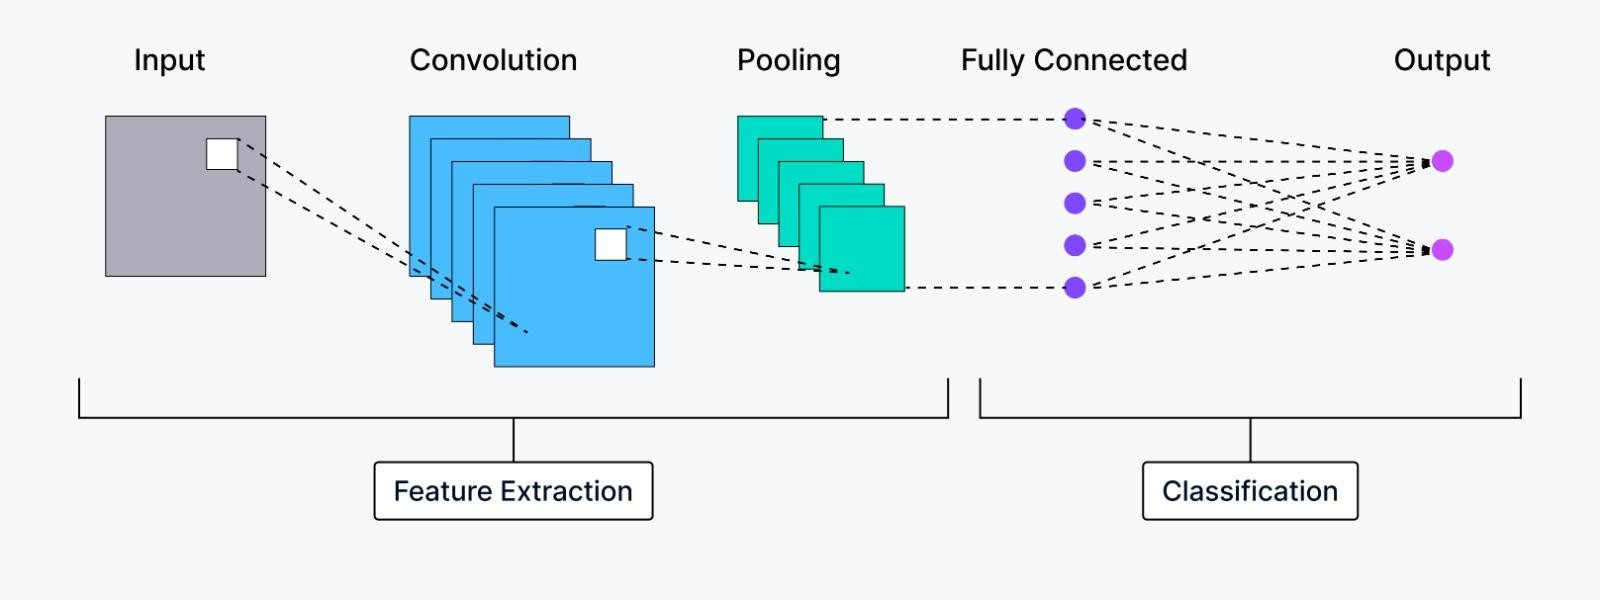 Input
Convolution
Pooling
Fully Connected
Output
Feature Extraction
Classification